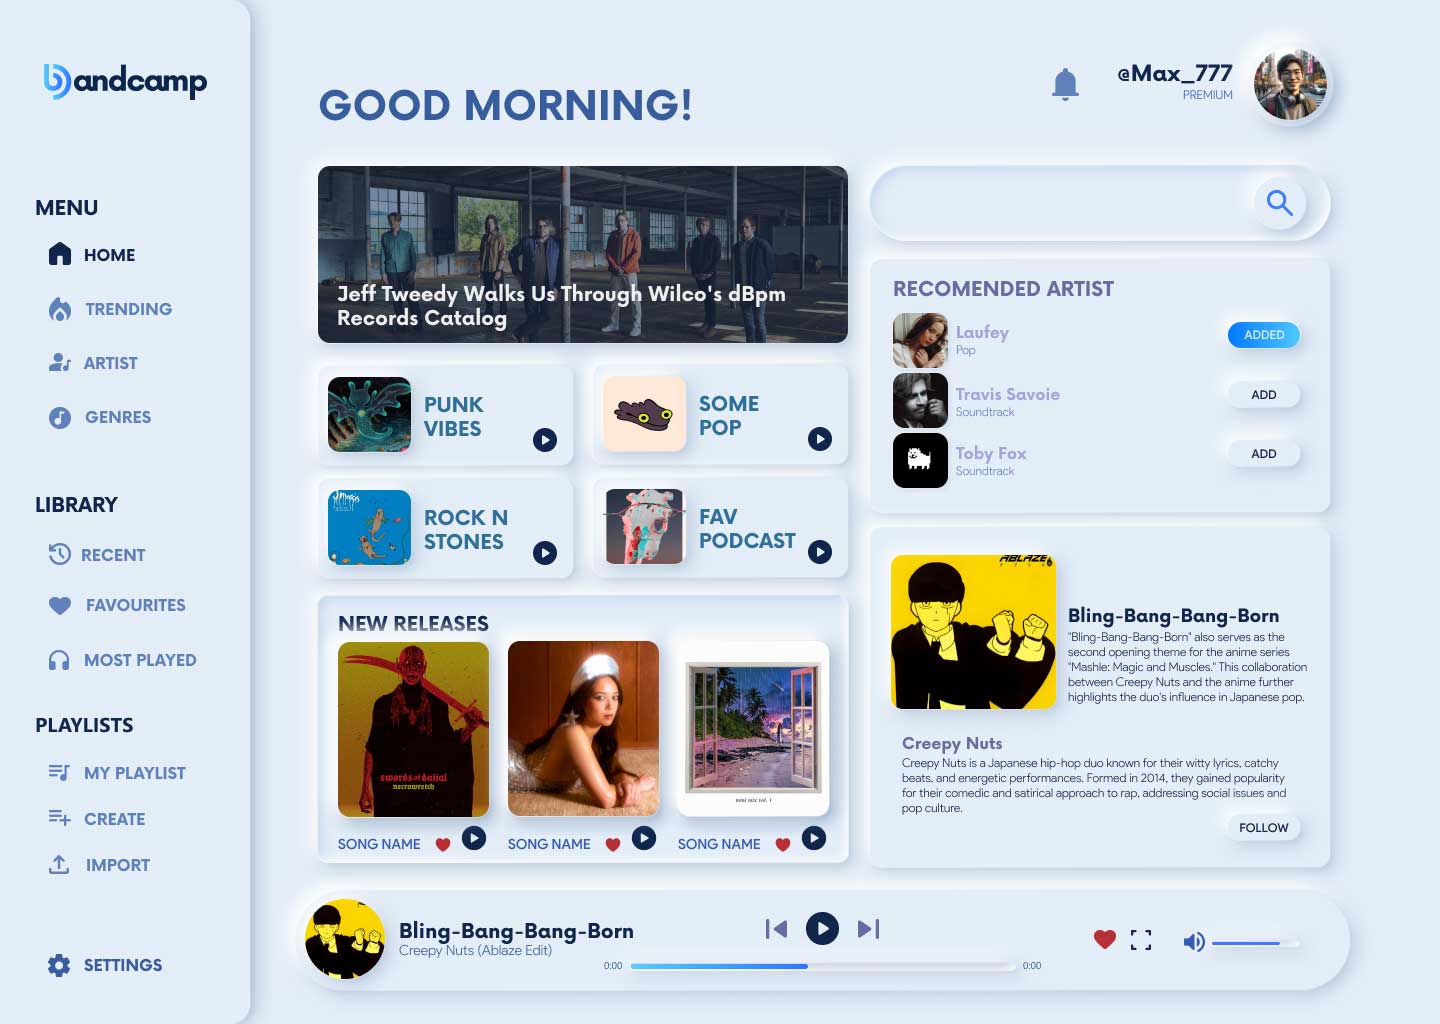 bandcamp
GOOD MORNING!
@Max_777
PREMIUM
MENU
HOME
TRENDING
ARTIST
GENRES
LIBRARY
RECENT
FAVOURITES
MOST PLAYED
PLAYLISTS
MY PLAYLIST
CREATE
IMPORT
SETTINGS
Jeff Tweedy Walks Us Through Wilco's dBpm
Records Catalog
PUNK
VIBES
SOME
POP
ROCK N
STONES
FAV
PODCAST
NEW RELEASES
swords of dajjal
necrowretch
mini mix vol. 1
SONG NAME
SONG NAME
SONG NAME
RECOMENDED ARTIST
Laufey
Pop
ADDED
Travis Savoie
Soundtrack
ADD
Toby Fox
Soundtrack
ADD
ABLAZE
Bling-Bang-Bang-Born
"Bling-Bang-Bang-Born" also serves as the
second opening theme for the anime series
"Mashle: Magic and Muscles." This collaboration
between Creepy Nuts and the anime further
highlights the duo's influence in Japanese pop.
Creepy Nuts
Creepy Nuts is a Japanese hip-hop duo known for their witty lyrics, catchy
beats, and energetic performances. Formed in 2014, they gained popularity
for their comedic and satirical approach to rap, addressing social issues and
pop culture.
FOLLOW
Bling-Bang-Bang-Born
Creepy Nuts (Ablaze Edit)
0:00
0:00